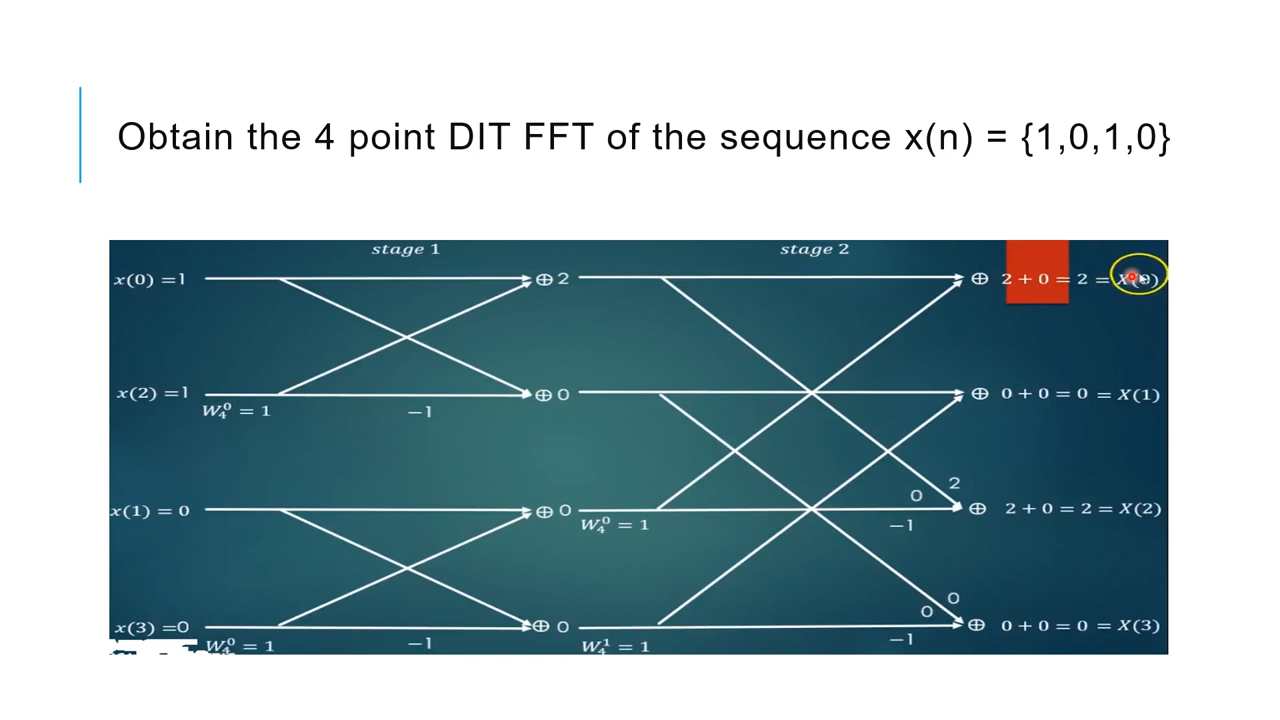 Obtain the 4 point DIT FFT of the sequence x(n) = {1,0,1,0}
stage 1 stage 2
x(0) =1 ⊕ 2 ⊕ 2 + 0 = 2 = X(0)
x(2) =1 ⊕ 0 ⊕ 0 + 0 = 0 = X(1)
W₄⁰ = 1 −1
0 2
x(1) = 0 ⊕ 0 ⊕ 2 + 0 = 2 = X(2)
W₄⁰ = 1 −1
0 0
x(3) =0 ⊕ 0 ⊕ 0 + 0 = 0 = X(3)
W₄⁰ = 1 −1 W₄¹ = 1 −1